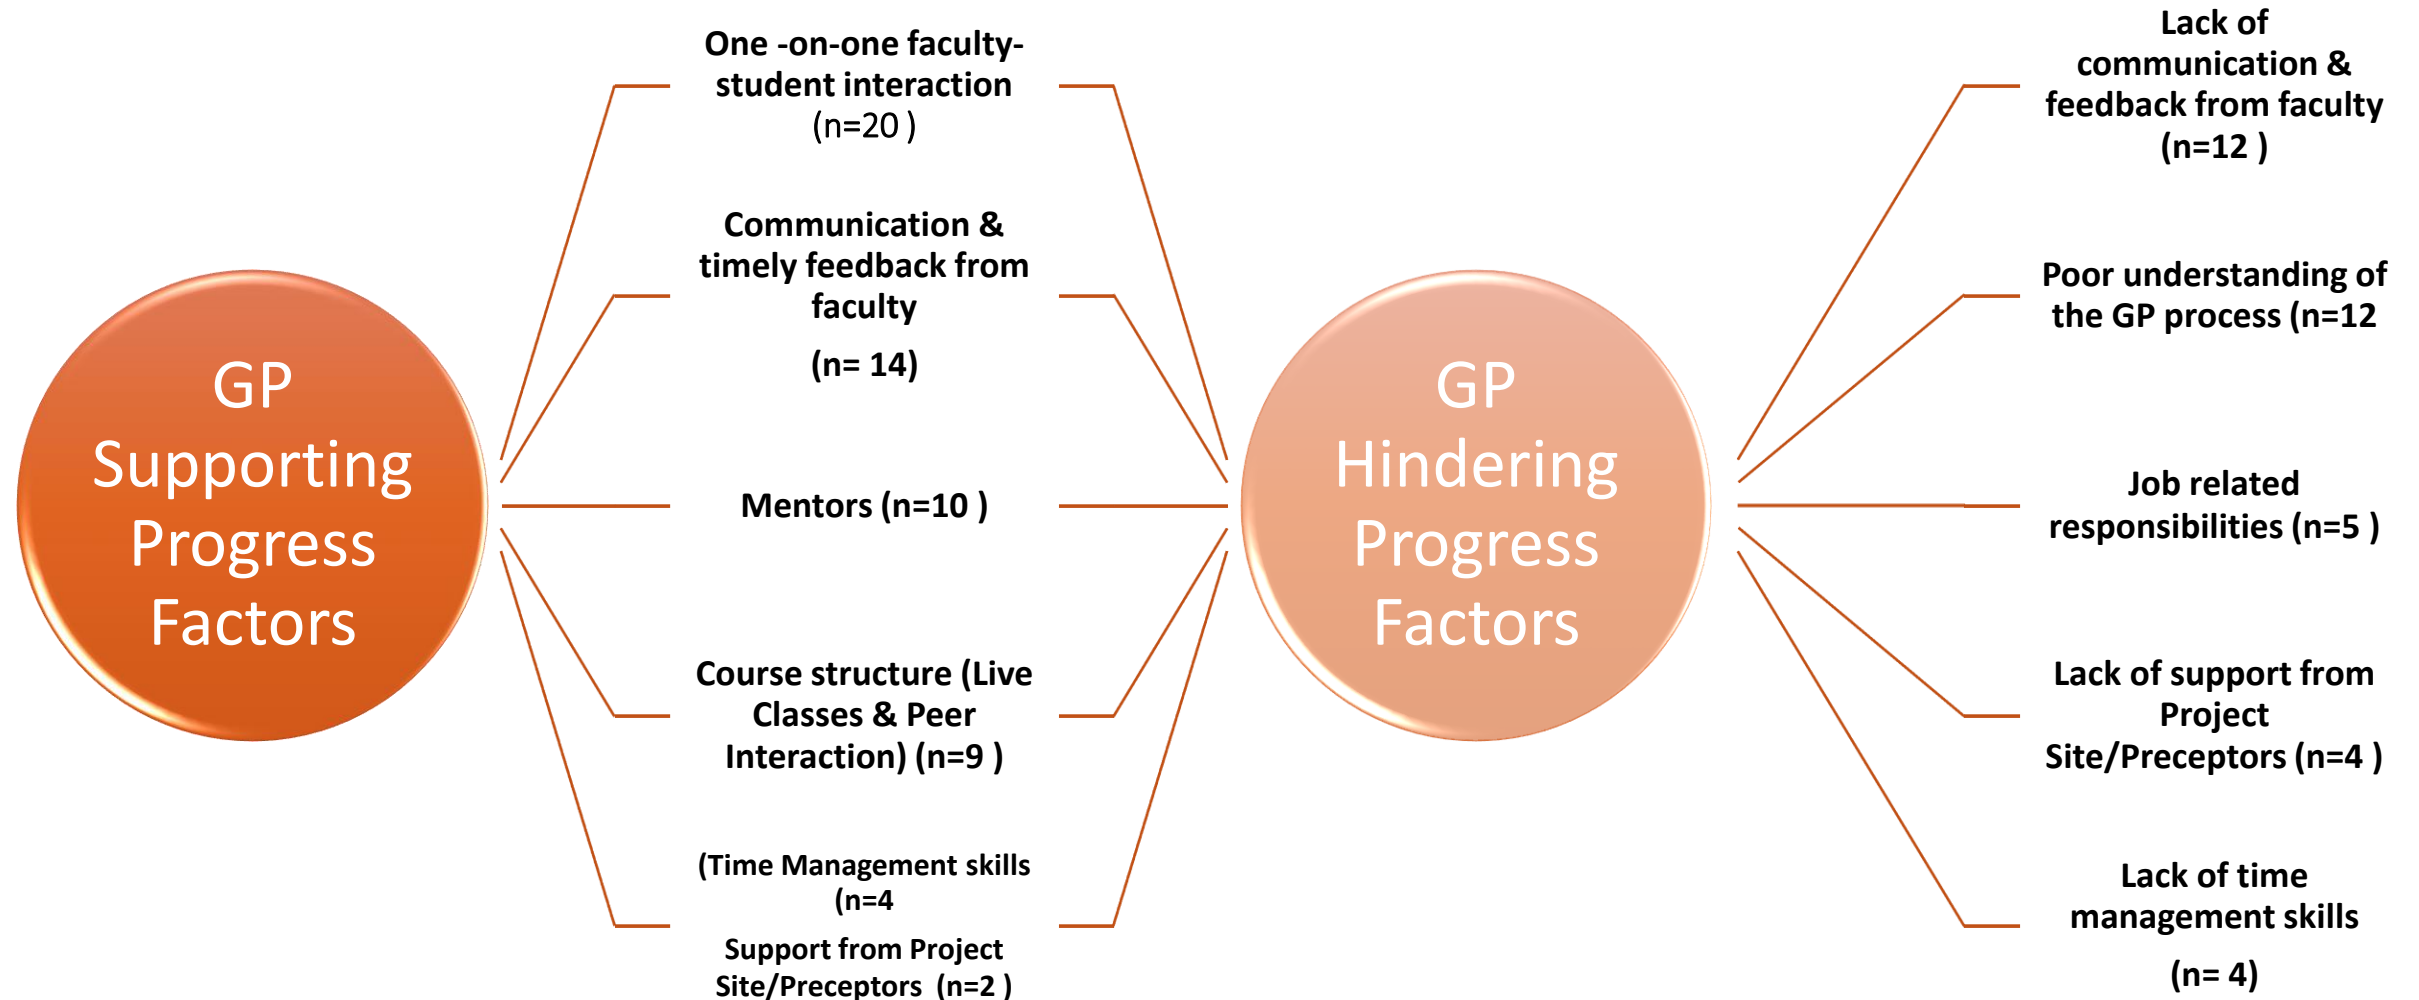 GP
Supporting
Progress
Factors
One -on-one faculty-
student interaction
(n=20 )
Communication &
timely feedback from
faculty
(n= 14)
Mentors (n=10 )
Course structure (Live
Classes & Peer
Interaction) (n=9 )
(Time Management skills
(n=4
Support from Project
Site/Preceptors  (n=2 )
GP
Hindering
Progress
Factors
Lack of
communication &
feedback from faculty
(n=12 )
Poor understanding of
the GP process (n=12
Job related
responsibilities (n=5 )
Lack of support from
Project
Site/Preceptors (n=4 )
Lack of time
management skills
(n= 4)